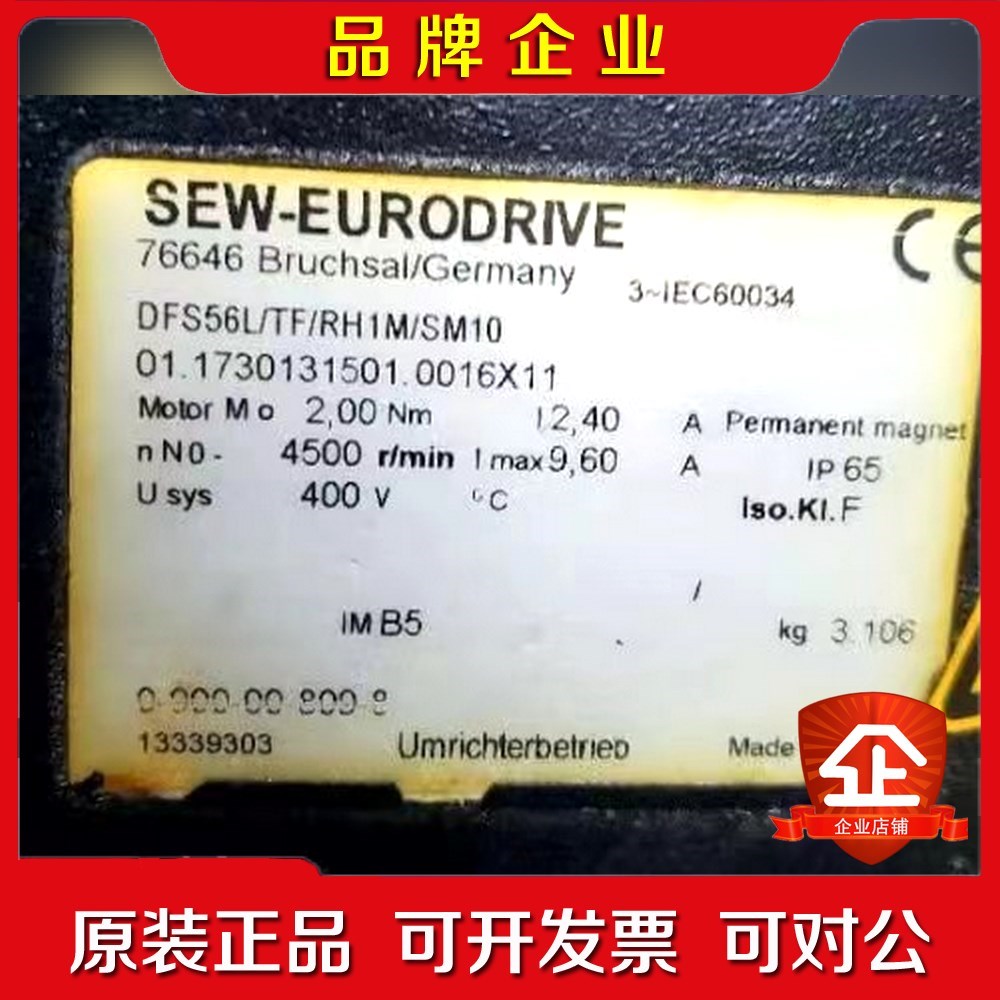 品牌企业
SEW-EURODRIVE
CE
76646 Bruchsal/Germany 3~IEC60034
DFS56L/TF/RH1M/SM10
01.1730131501.0016X11
Motor Mo 2,00 Nm I 2,40 A Permanent magnet
nN0- 4500 r/min I max 9,60 A IP 65
U sys 400 V °C Iso.Kl.F
/
IM B5 kg 3.106
13339303 Umrichterbetrieb Made
企
企业店铺
原装正品 可开发票 可对公